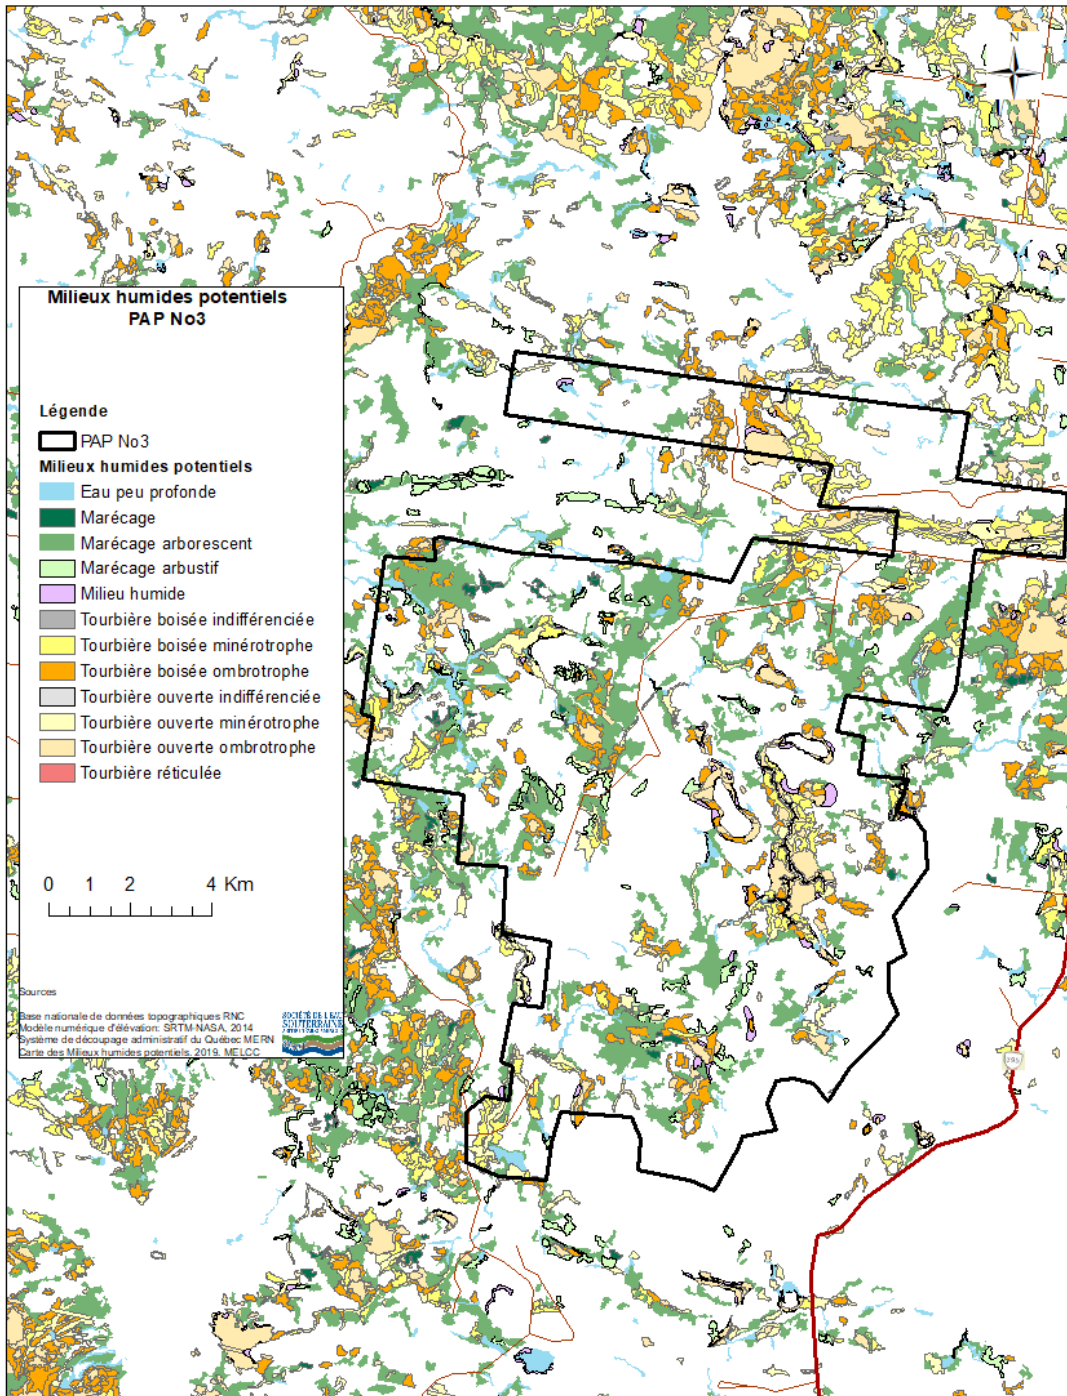 N
Milieux humides potentiels
PAP No3
Légende
PAP No3
Milieux humides potentiels
Eau peu profonde
Marécage
Marécage arborescent
Marécage arbustif
Milieu humide
Tourbière boisée indifférenciée
Tourbière boisée minérotrophe
Tourbière boisée ombrotrophe
Tourbière ouverte indifférenciée
Tourbière ouverte minérotrophe
Tourbière ouverte ombrotrophe
Tourbière réticulée
0 1 2 4 Km
Sources
Base nationale de données topographiques RNC
Modèle numérique d'élévation: SRTM-NASA, 2014
Système de découpage administratif du Québec MERN
Carte des Milieux humides potentiels. 2019. MELCC
SOCIÉTÉ DE L'EAU
SOUTERRAINE